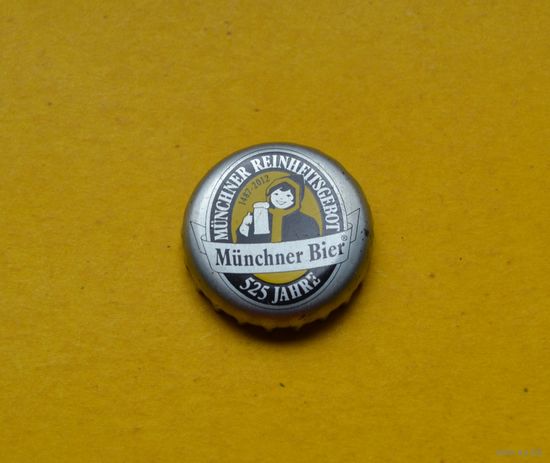 MÜNCHNER REINHEITSGEBOT
1487-2012
Münchner Bier®
525 JAHRE